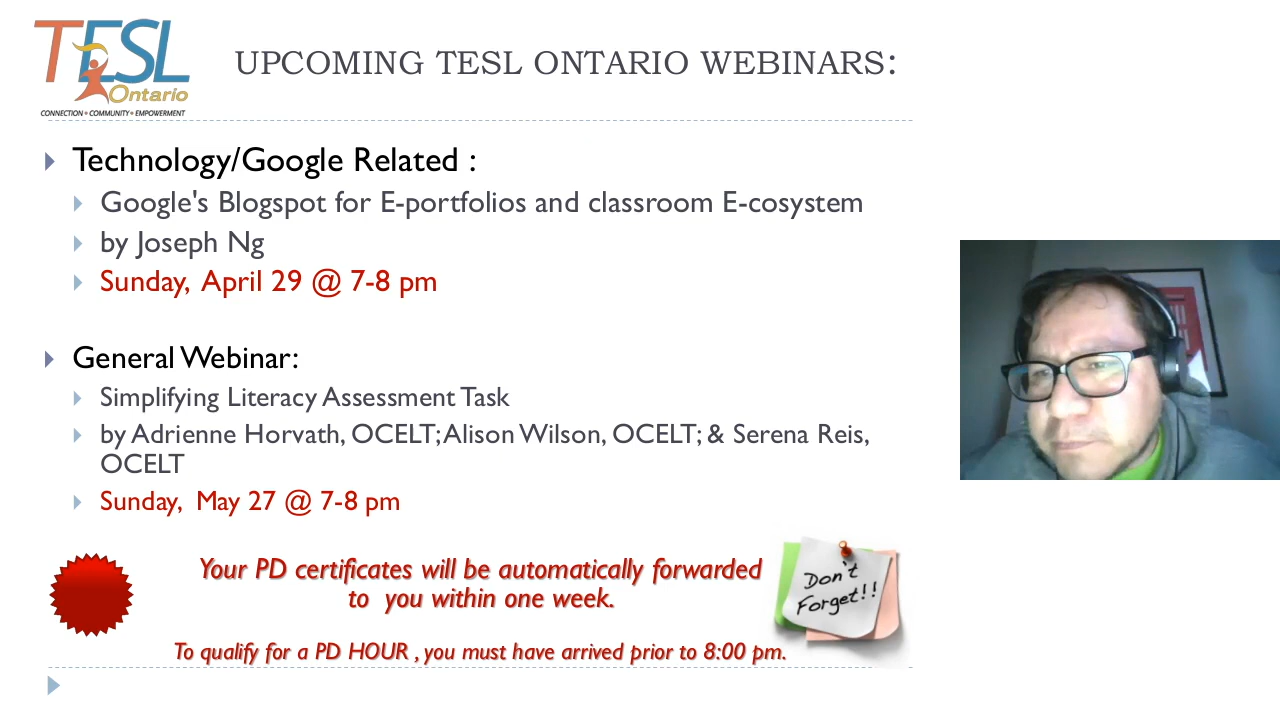 TESL
Ontario
CONNECTION • COMMUNITY • EMPOWERMENT
UPCOMING TESL ONTARIO WEBINARS:
Technology/Google Related :
Google's Blogspot for E-portfolios and classroom E-cosystem
by Joseph Ng
Sunday, April 29 @ 7-8 pm
General Webinar:
Simplifying Literacy Assessment Task
by Adrienne Horvath, OCELT; Alison Wilson, OCELT; & Serena Reis,
OCELT
Sunday, May 27 @ 7-8 pm
Your PD certificates will be automatically forwarded
to you within one week.
Don't
Forget!!
To qualify for a PD HOUR , you must have arrived prior to 8:00 pm.